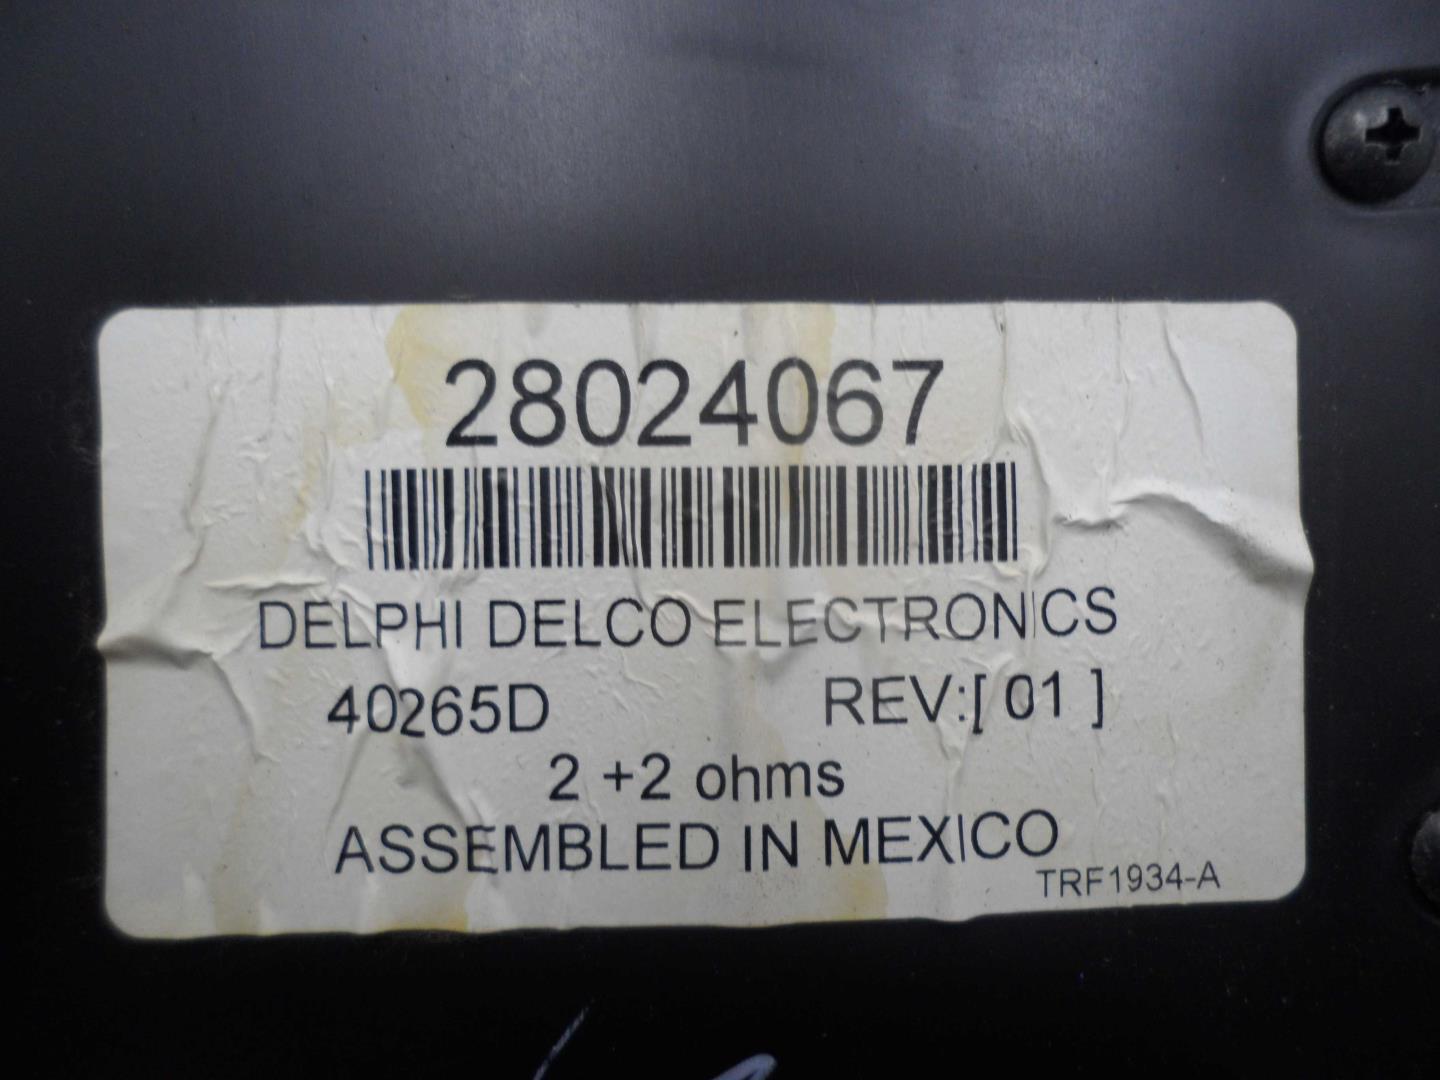 28024067
DELPHI DELCO ELECTRONICS
40265D REV:[ 01 ]
2 +2 ohms
ASSEMBLED IN MEXICO
TRF1934-A